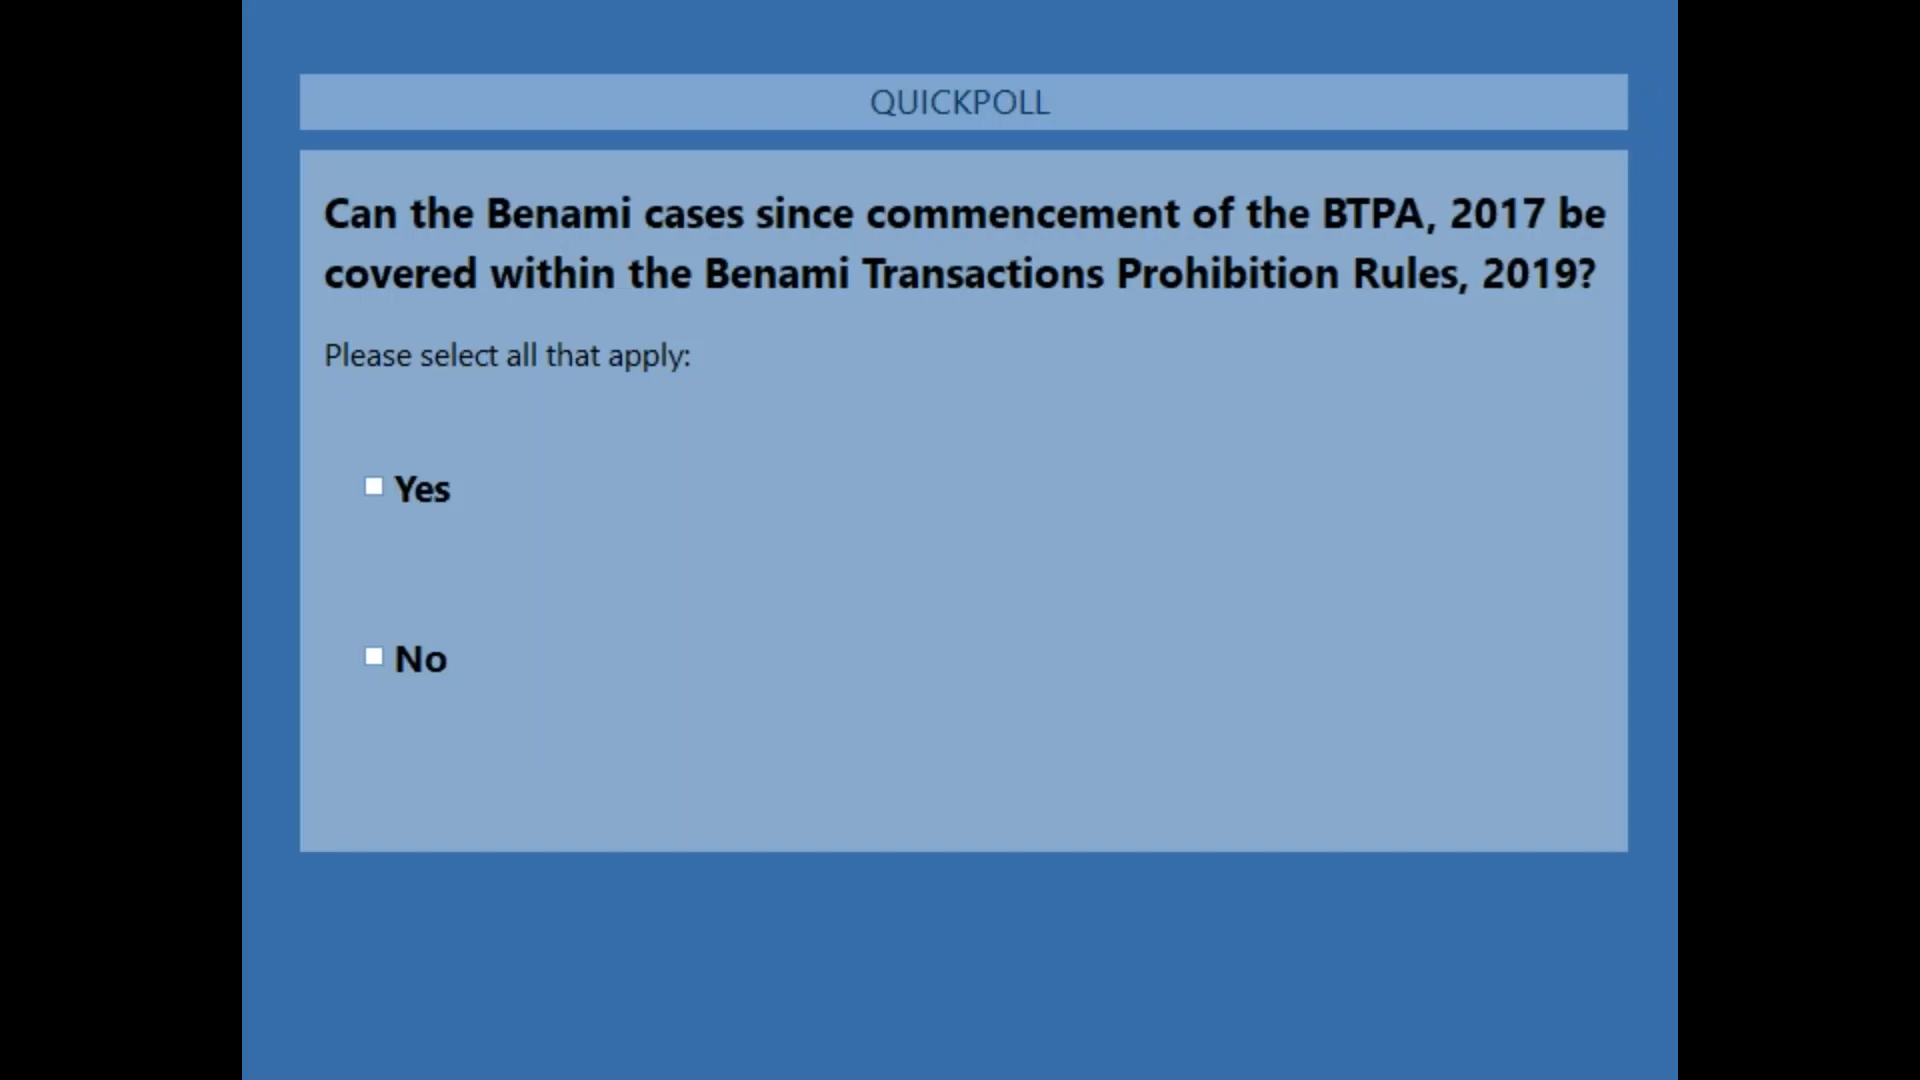 QUICKPOLL
Can the Benami cases since commencement of the BTPA, 2017 be
covered within the Benami Transactions Prohibition Rules, 2019?
Please select all that apply:
Yes
No